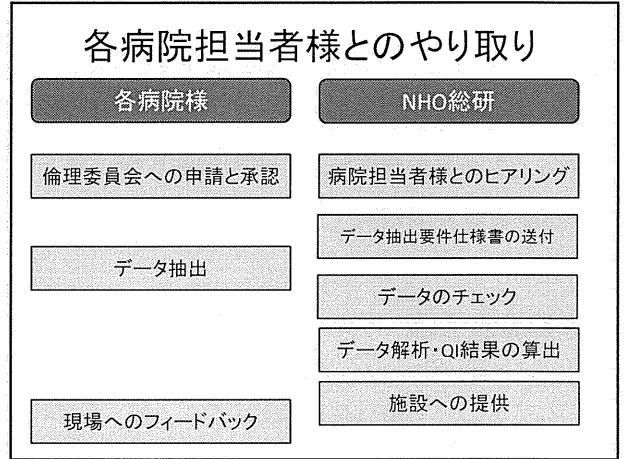 各病院担当者様とのやり取り
各病院様
NHO総研
倫理委員会への申請と承認
病院担当者様とのヒアリング
データ抽出要件仕様書の送付
データ抽出
データのチェック
データ解析・QI結果の算出
施設への提供
現場へのフィードバック